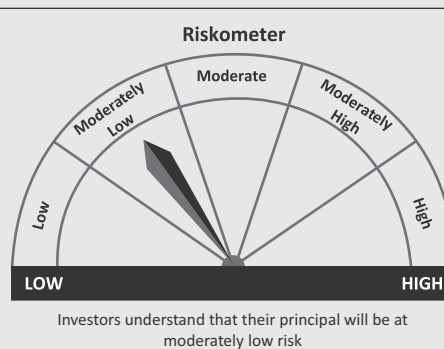 Riskometer
Moderate
Moderately
Low
Moderately
High
Low
High
LOW
HIGH
Investors understand that their principal will be at
moderately low risk